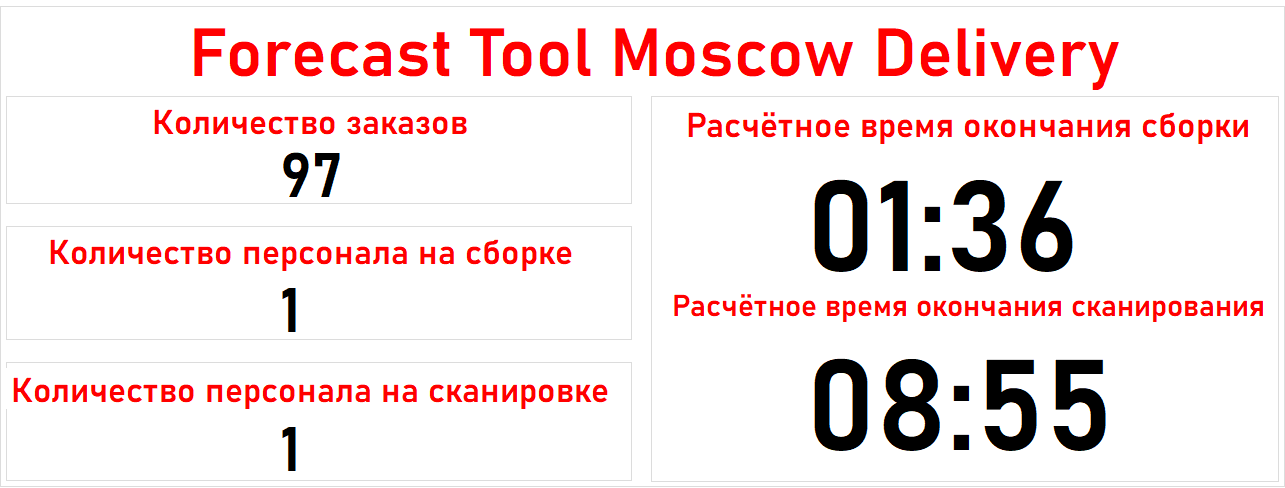 Forecast Tool Moscow Delivery
Количество заказов
97
Количество персонала на сборке
1
Количество персонала на сканировке
1
Расчётное время окончания сборки
01:36
Расчётное время окончания сканирования
08:55